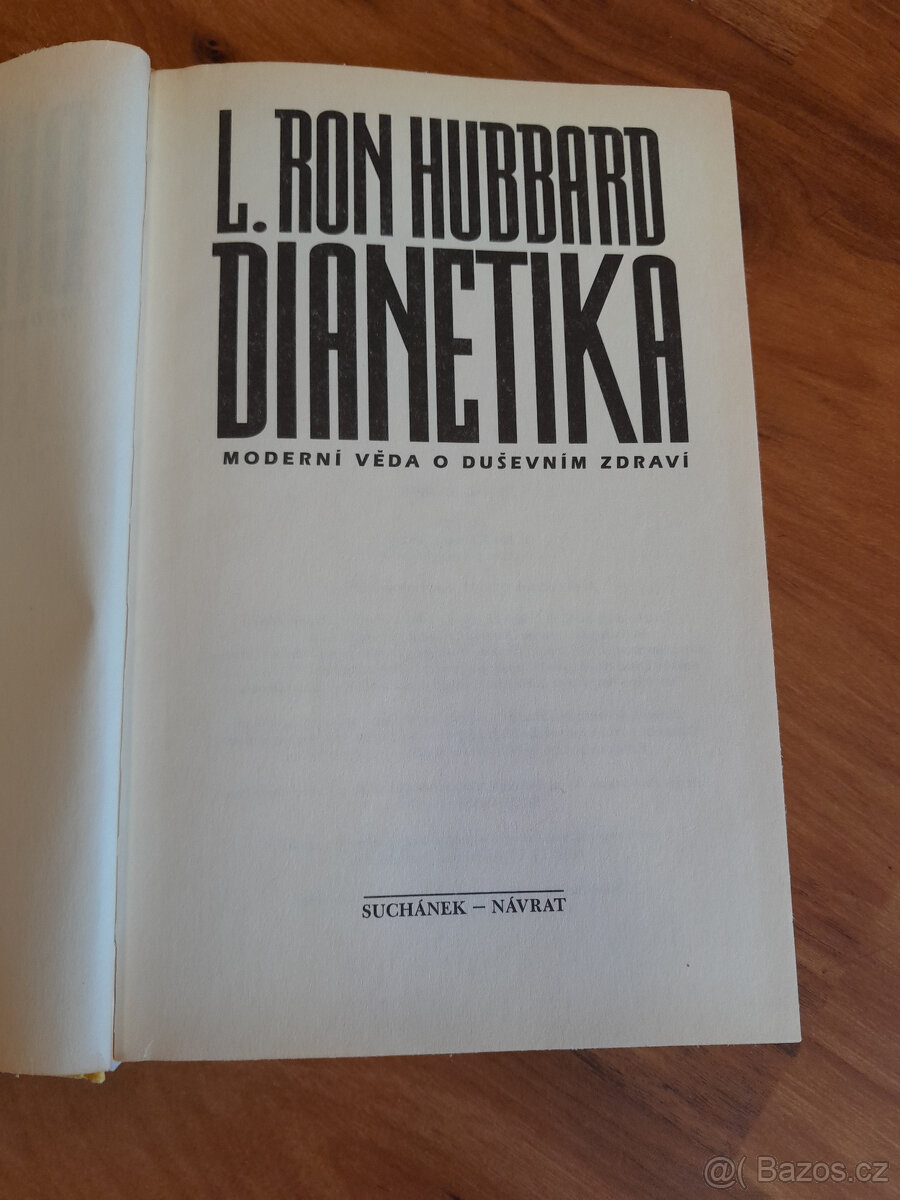 L. RON HUBBARD
DIANETIKA
MODERNÍ VĚDA O DUŠEVNÍM ZDRAVÍ
SUCHÁNEK – NÁVRAT
@( Bazos.cz